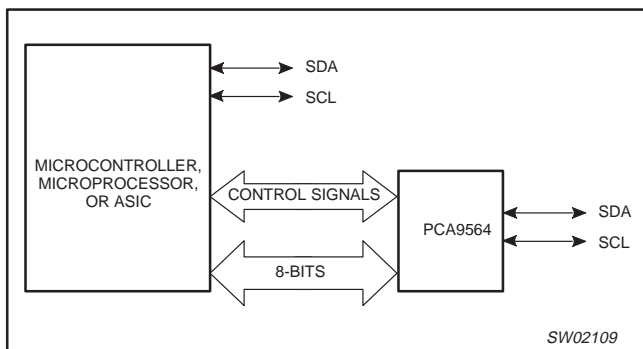 SDA
SCL
MICROCONTROLLER,
MICROPROCESSOR,
OR ASIC
CONTROL SIGNALS
8-BITS
PCA9564
SDA
SCL
SW02109